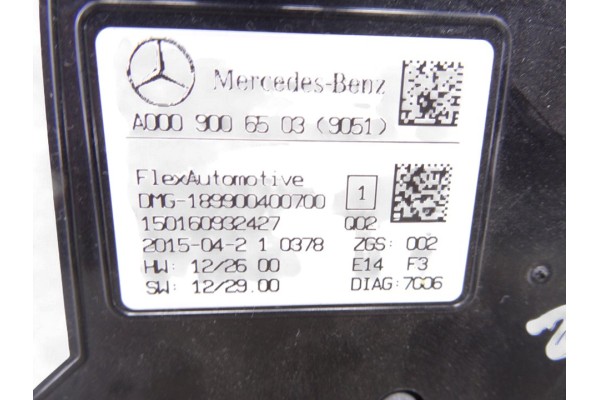 Mercedes-Benz
A000 900 65 03 (9051)
FlexAutomotive
DMG-189900400700 1
150160932427 Q02
2015-04-2 1 0378 ZGS: 002
HW: 12/26 00 E14 F3
SW: 12/29.00 DIAG:7G06